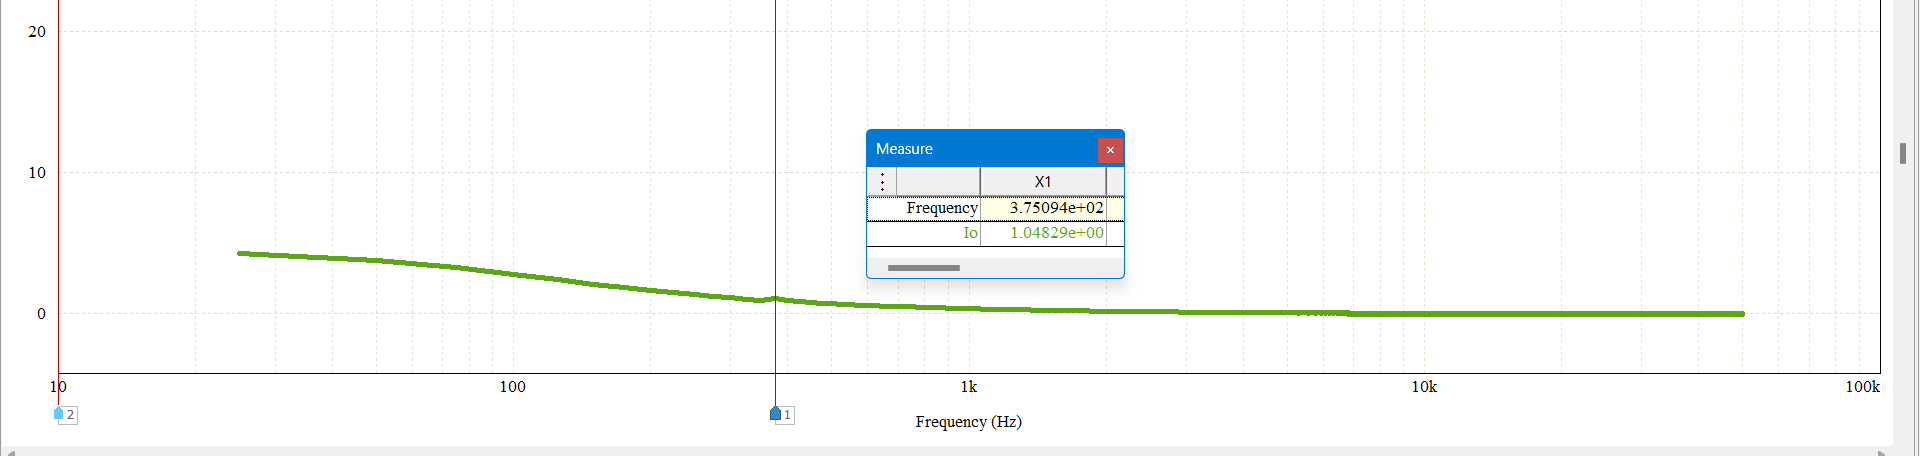 20
10
0
Measure
X1
Frequency 3.75094e+02
Io 1.04829e+00
10 100 1k 10k 100k
2 1
Frequency (Hz)